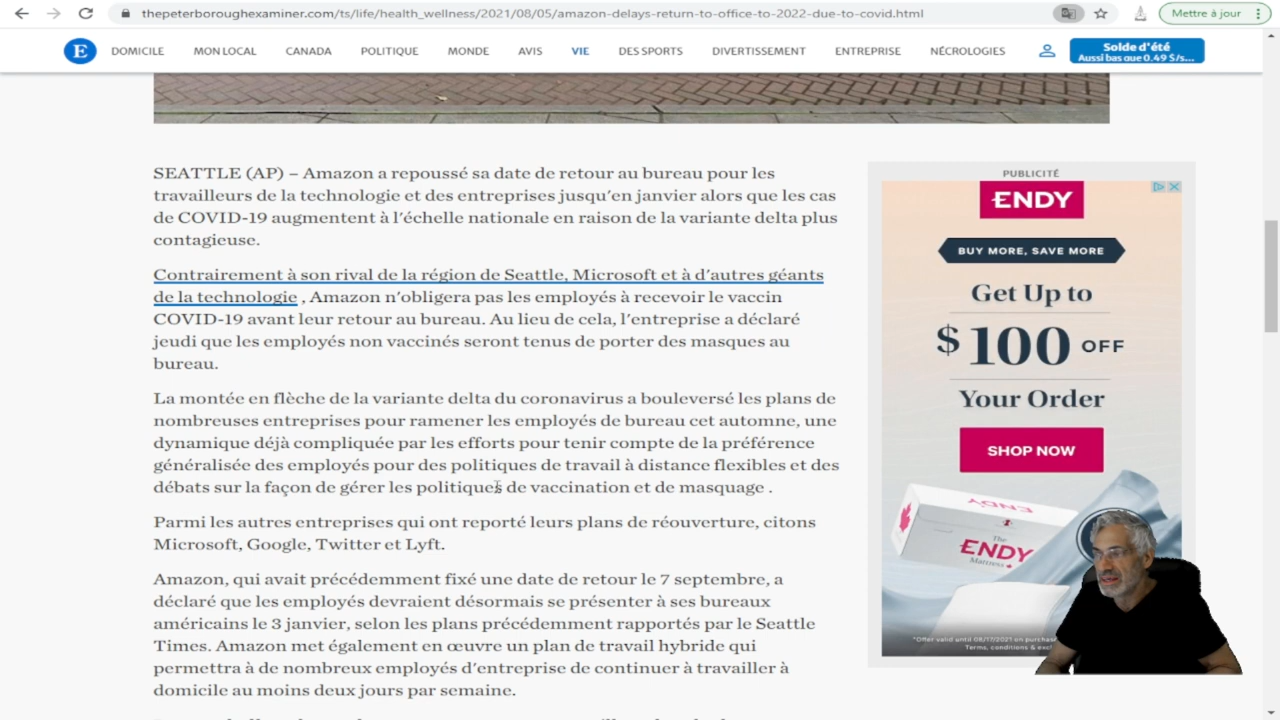 thepeterboroughexaminer.com/ts/life/health_wellness/2021/08/05/amazon-delays-return-to-office-to-2022-due-to-covid.html
Mettre à jour
E DOMICILE MON LOCAL CANADA POLITIQUE MONDE AVIS VIE DES SPORTS DIVERTISSEMENT ENTREPRISE NÉCROLOGIES
Solde d'été
Aussi bas que 0.49 $/s...
SEATTLE (AP) – Amazon a repoussé sa date de retour au bureau pour les
travailleurs de la technologie et des entreprises jusqu'en janvier alors que les cas
de COVID-19 augmentent à l'échelle nationale en raison de la variante delta plus
contagieuse.
Contrairement à son rival de la région de Seattle, Microsoft et à d'autres géants
de la technologie , Amazon n'obligera pas les employés à recevoir le vaccin
COVID-19 avant leur retour au bureau. Au lieu de cela, l'entreprise a déclaré
jeudi que les employés non vaccinés seront tenus de porter des masques au
bureau.
La montée en flèche de la variante delta du coronavirus a bouleversé les plans de
nombreuses entreprises pour ramener les employés de bureau cet automne, une
dynamique déjà compliquée par les efforts pour tenir compte de la préférence
généralisée des employés pour des politiques de travail à distance flexibles et des
débats sur la façon de gérer les politiques de vaccination et de masquage .
Parmi les autres entreprises qui ont reporté leurs plans de réouverture, citons
Microsoft, Google, Twitter et Lyft.
Amazon, qui avait précédemment fixé une date de retour le 7 septembre, a
déclaré que les employés devraient désormais se présenter à ses bureaux
américains le 3 janvier, selon les plans précédemment rapportés par le Seattle
Times. Amazon met également en œuvre un plan de travail hybride qui
permettra à de nombreux employés d'entreprise de continuer à travailler à
domicile au moins deux jours par semaine.
PUBLICITÉ
ENDY
BUY MORE, SAVE MORE
Get Up to
$100 OFF
Your Order
SHOP NOW
ENDY
The
ENDY
Mattress
*Offer valid until 08/17/2021 on
Terms, conditions &